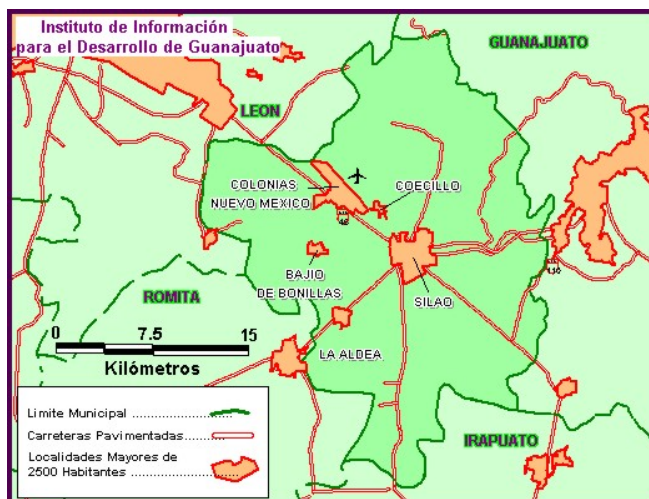 Instituto de Información
para el Desarrollo de Guanajuato
GUANAJUATO
LEON
COLONIAS
NUEVO MEXICO
COECILLO
45
BAJIO
DE BONILLAS
SILAO
110
ROMITA
0 7.5 15
Kilómetros
LA ALDEA
IRAPUATO
Limite Municipal
Carreteras Pavimentadas
Localidades Mayores de
2500 Habitantes